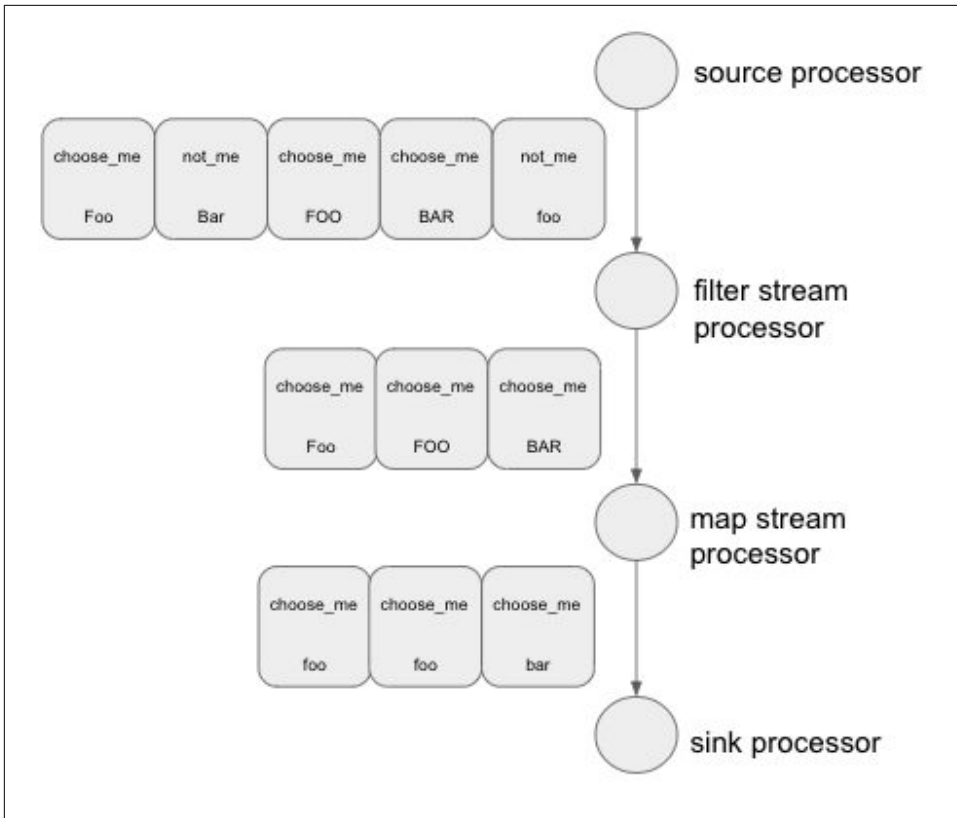 source processor
choose_me not_me choose_me choose_me not_me
Foo Bar FOO BAR foo
filter stream
processor
choose_me choose_me choose_me
Foo FOO BAR
map stream
processor
choose_me choose_me choose_me
foo foo bar
sink processor